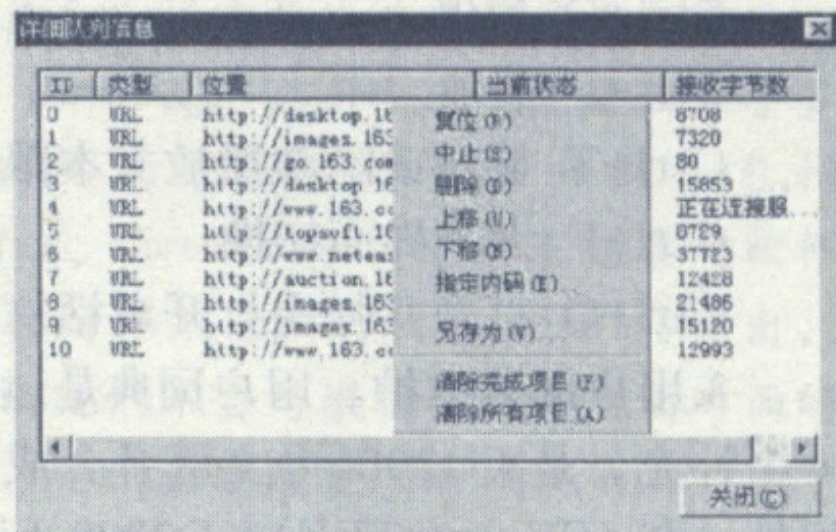 详细队列信息
ID 类型 位置 当前状态 接收字节数
0 URL http://desktop.16 8708
1 URL http://images.163 7320
2 URL http://go.163.com 80
3 URL http://desktop.16 15853
4 URL http://www.163.co 正在连接服...
5 URL http://topsoft.16 8729
6 URL http://www.neteas 37723
7 URL http://auction.16 12428
8 URL http://images.163 21486
9 URL http://images.163 15120
10 URL http://www.163.co 12993
复位(R)
中止(S)
删除(D)
上移(U)
下移(N)
指定内码(E)...
另存为(V)
清除完成项目(F)
清除所有项目(A)
关闭(C)